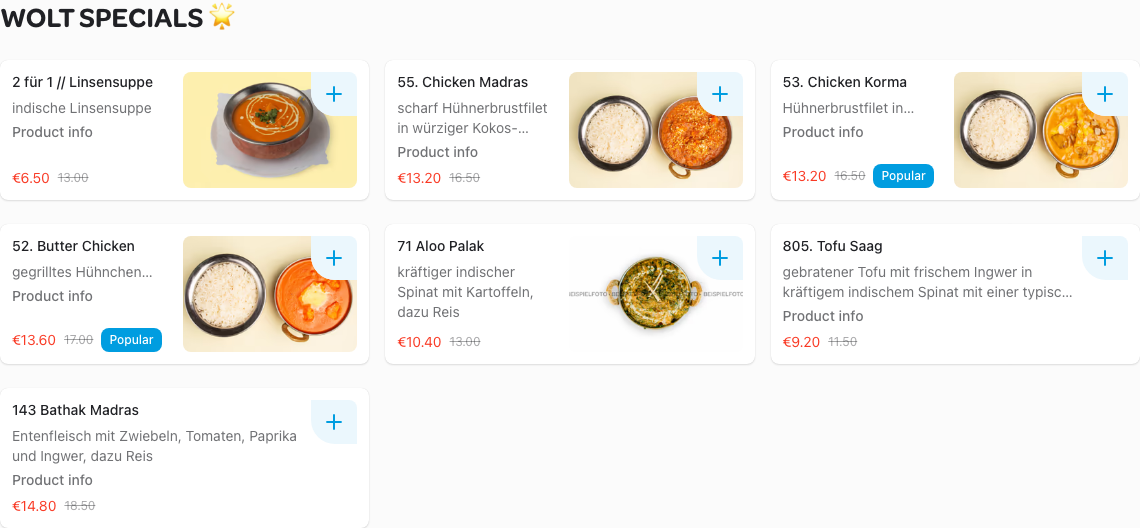 WOLT SPECIALS 🌟
2 für 1 // Linsensuppe
indische Linsensuppe
Product info
€6.50 13.00
55. Chicken Madras
scharf Hühnerbrustfilet
in würziger Kokos-...
Product info
€13.20 16.50
53. Chicken Korma
Hühnerbrustfilet in...
Product info
€13.20 16.50 Popular
52. Butter Chicken
gegrilltes Hühnchen...
Product info
€13.60 17.00 Popular
71 Aloo Palak
kräftiger indischer
Spinat mit Kartoffeln,
dazu Reis
€10.40 13.00
BEISPIELFOTO
805. Tofu Saag
gebratener Tofu mit frischem Ingwer in
kräftigem indischem Spinat mit einer typisc...
Product info
€9.20 11.50
143 Bathak Madras
Entenfleisch mit Zwiebeln, Tomaten, Paprika
und Ingwer, dazu Reis
Product info
€14.80 18.50